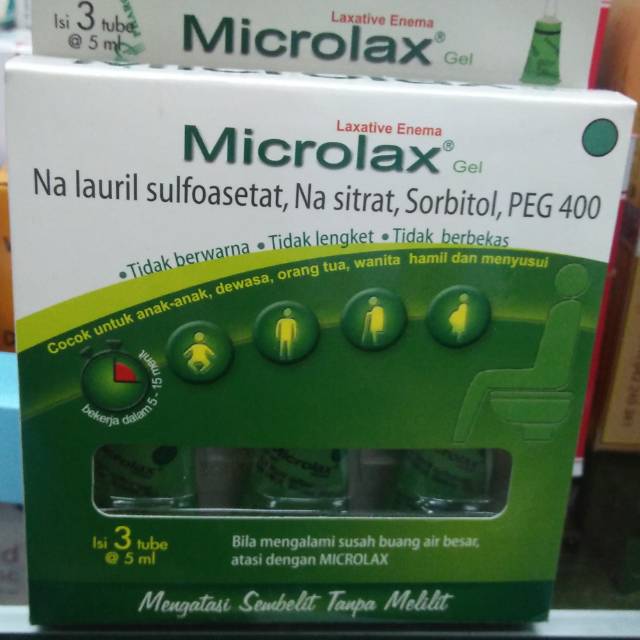 Isi 3 tube
@ 5 ml
Laxative Enema
Microlax® Gel
Laxative Enema
Microlax® Gel
Na lauril sulfoasetat, Na sitrat, Sorbitol, PEG 400
• Tidak berwarna • Tidak lengket • Tidak berbekas
Cocok untuk anak-anak, dewasa, orang tua, wanita hamil dan menyusui
bekerja dalam 5 - 15 menit
Microlax®
Microlax
Isi 3 tube
@ 5 ml
Bila mengalami susah buang air besar,
atasi dengan MICROLAX
Mengatasi Sembelit Tanpa Melilit